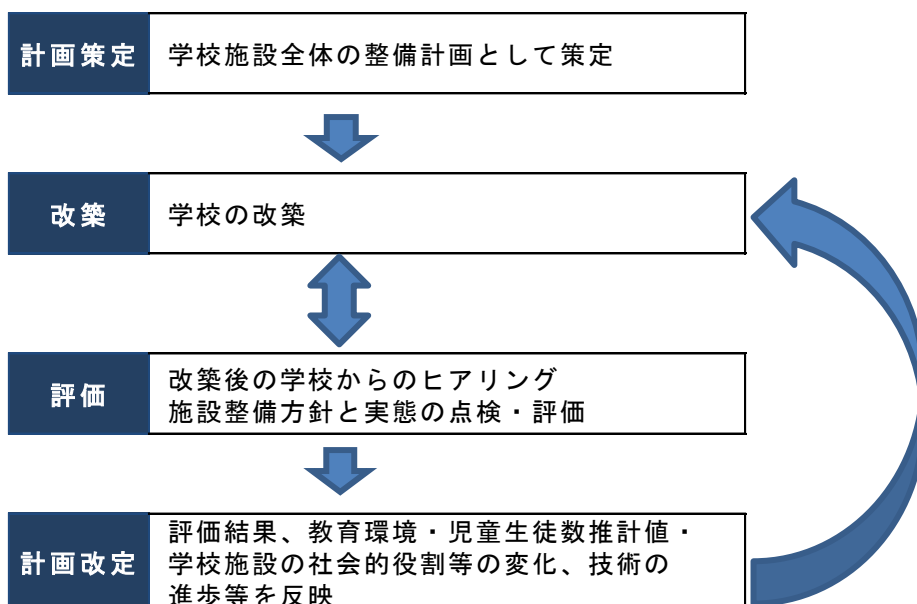 計画策定
学校施設全体の整備計画として策定
改築
学校の改築
評価
改築後の学校からのヒアリング
施設整備方針と実態の点検・評価
計画改定
評価結果、教育環境・児童生徒数推計値・
学校施設の社会的役割等の変化、技術の
進歩等を反映